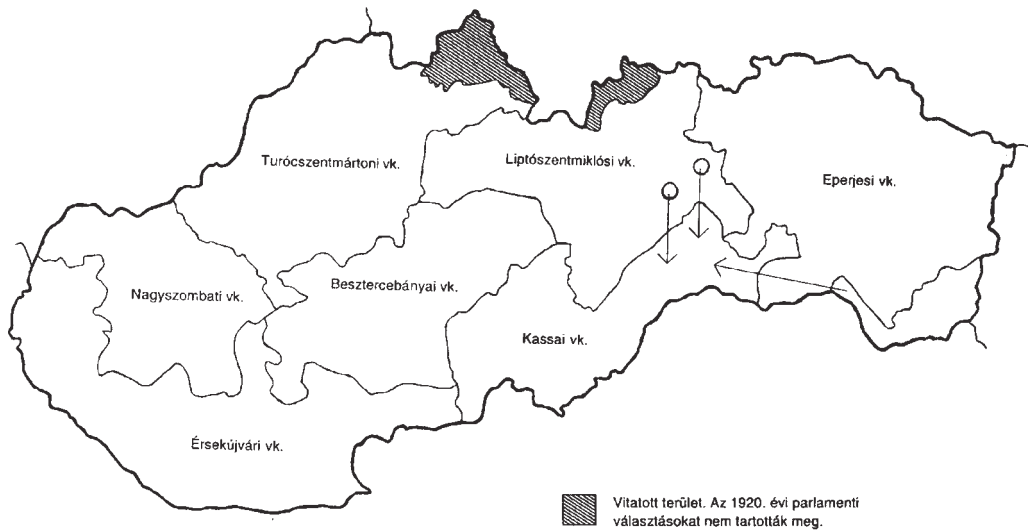 Turócszentmártoni vk.
Liptószentmiklósi vk.
Eperjesi vk.
Nagyszombati vk.
Besztercebányai vk.
Kassai vk.
Érsekújvári vk.
Vitatott terület. Az 1920. évi parlamenti
választásokat nem tartották meg.